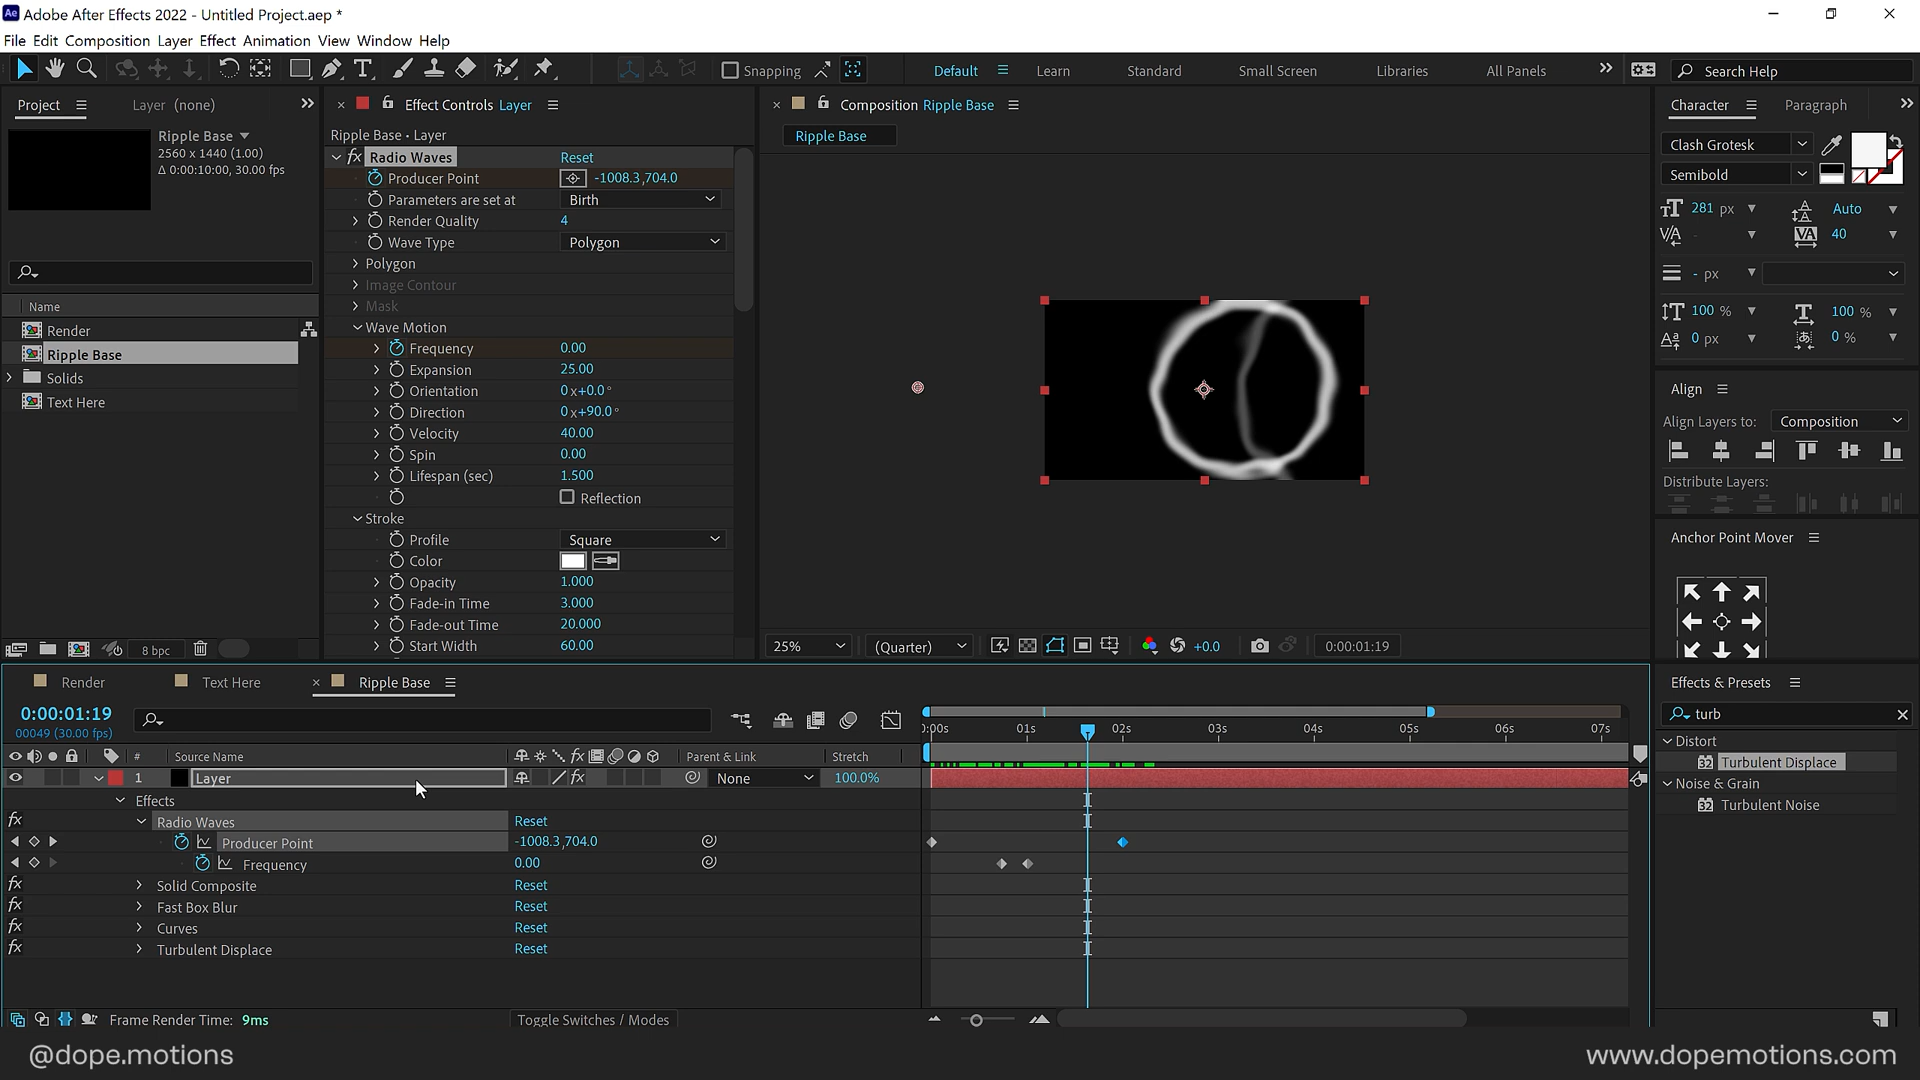 Adobe After Effects 2022 - Untitled Project.aep *
File Edit Composition Layer Effect Animation View Window Help
Snapping
Default
Learn
Standard
Small Screen
Libraries
All Panels
Search Help
Project
Layer (none)
Ripple Base
2560 x 1440 (1.00)
Δ 0:00:10:00, 30.00 fps
Name
Render
Ripple Base
Solids
Text Here
8 bpc
Effect Controls Layer
Ripple Base • Layer
fx Radio Waves Reset
Producer Point -1008.3,704.0
Parameters are set at Birth
Render Quality 4
Wave Type Polygon
Polygon
Image Contour
Mask
Wave Motion
Frequency 0.00
Expansion 25.00
Orientation 0x+0.0°
Direction 0x+90.0°
Velocity 40.00
Spin 0.00
Lifespan (sec) 1.500
Reflection
Stroke
Profile Square
Color
Opacity 1.000
Fade-in Time 3.000
Fade-out Time 20.000
Start Width 60.00
Composition Ripple Base
Ripple Base
25% (Quarter) +0.0 0:00:01:19
Character
Paragraph
Clash Grotesk
Semibold
281 px Auto
- 40
- px
100 % 100 %
0 px 0 %
Align
Align Layers to: Composition
Distribute Layers:
Anchor Point Mover
Effects & Presets
turb
Distort
Turbulent Displace
Noise & Grain
Turbulent Noise
Render
Text Here
Ripple Base
0:00:01:19
00049 (30.00 fps)
# Source Name Parent & Link Stretch
1 Layer None 100.0%
Effects
fx Radio Waves Reset
Producer Point -1008.3,704.0
Frequency 0.00
fx Solid Composite Reset
fx Fast Box Blur Reset
fx Curves Reset
fx Turbulent Displace Reset
):00s 01s 02s 03s 04s 05s 06s 07s
Frame Render Time: 9ms
Toggle Switches / Modes
@dope.motions
www.dopemotions.com